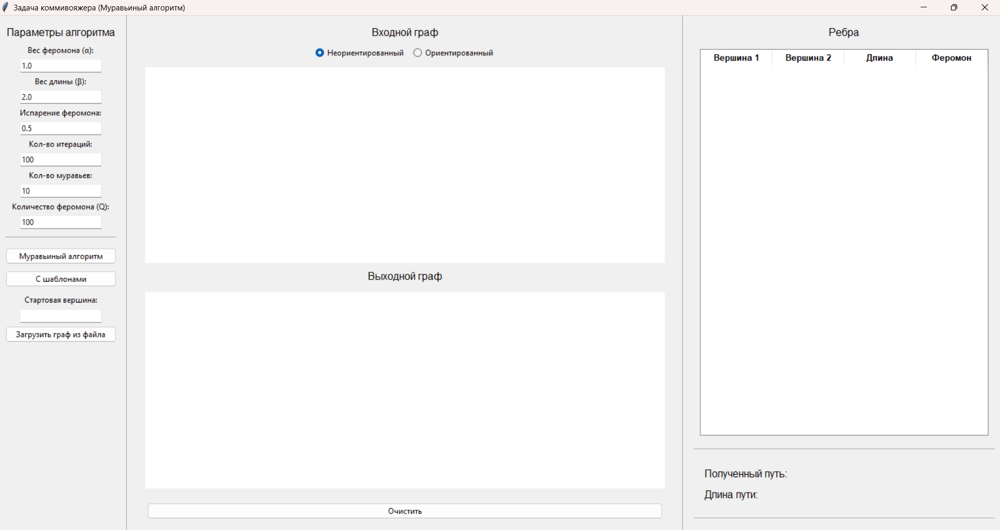 Задача коммивояжера (Муравьиный алгоритм)
Параметры алгоритма
Вес феромона (α):
1.0
Вес длины (β):
2.0
Испарение феромона:
0.5
Кол-во итераций:
100
Кол-во муравьев:
10
Количество феромона (Q):
100
Муравьиный алгоритм
С шаблонами
Стартовая вершина:
Загрузить граф из файла
Входной граф
Неориентированный Ориентированный
Выходной граф
Очистить
Ребра
Вершина 1 Вершина 2 Длина Феромон
Полученный путь:
Длина пути: